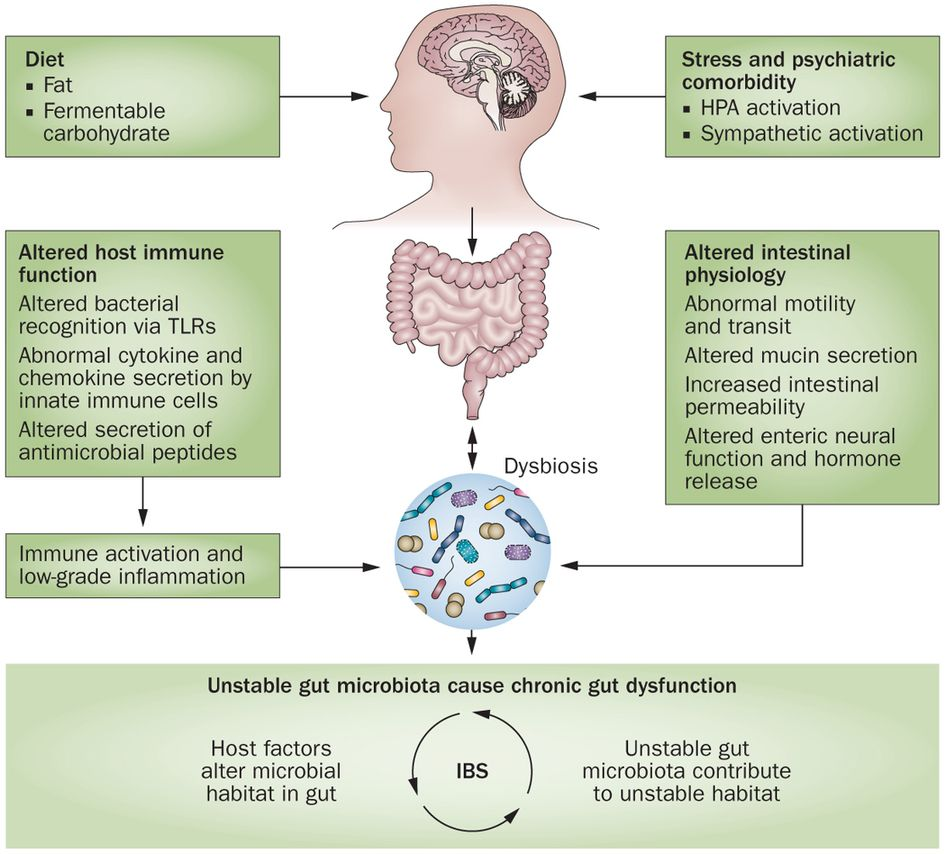 Diet
▪ Fat
▪ Fermentable
carbohydrate
Stress and psychiatric
comorbidity
▪ HPA activation
▪ Sympathetic activation
Altered host immune
function
Altered bacterial
recognition via TLRs
Abnormal cytokine and
chemokine secretion by
innate immune cells
Altered secretion of
antimicrobial peptides
Altered intestinal
physiology
Abnormal motility
and transit
Altered mucin secretion
Increased intestinal
permeability
Altered enteric neural
function and hormone
release
Dysbiosis
Immune activation and
low-grade inflammation
Unstable gut microbiota cause chronic gut dysfunction
Host factors
alter microbial
habitat in gut
IBS
Unstable gut
microbiota contribute
to unstable habitat